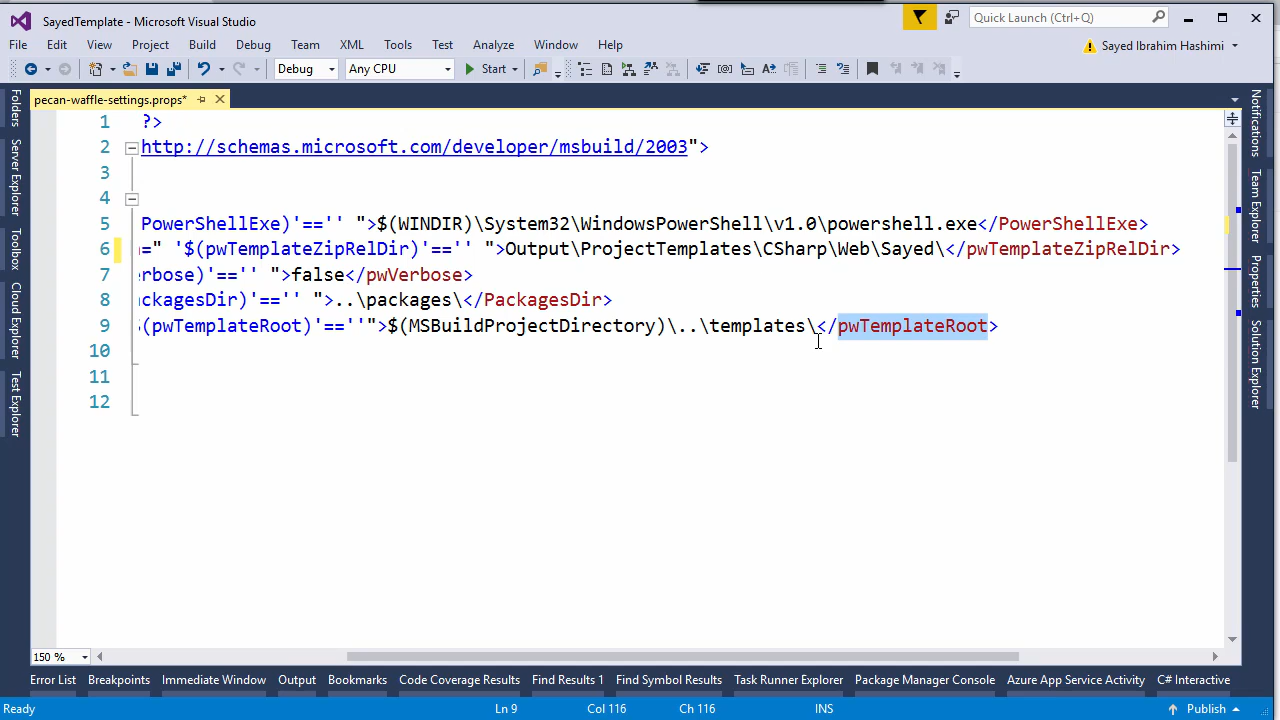 SayedTemplate - Microsoft Visual Studio
Quick Launch (Ctrl+Q)
File Edit View Project Build Debug Team XML Tools Test Analyze Window Help
Sayed Ibrahim Hashimi
Debug Any CPU Start
pecan-waffle-settings.props*
1 ?>
2 http://schemas.microsoft.com/developer/msbuild/2003">
3
4
5 PowerShellExe)'=='' ">$(WINDIR)\System32\WindowsPowerShell\v1.0\powershell.exe</PowerShellExe>
6 n=" '$(pwTemplateZipRelDir)'=='' ">Output\ProjectTemplates\CSharp\Web\Sayed\</pwTemplateZipRelDir>
7 erbose)'=='' ">false</pwVerbose>
8 ackagesDir)'=='' ">..\packages\</PackagesDir>
9 $(pwTemplateRoot)'==''">$(MSBuildProjectDirectory)\..\templates\</pwTemplateRoot>
10
11
12
Folders
Server Explorer
Toolbox
Cloud Explorer
Test Explorer
Notifications
Team Explorer
Properties
Solution Explorer
150 %
Error List Breakpoints Immediate Window Output Bookmarks Code Coverage Results Find Results 1 Find Symbol Results Task Runner Explorer Package Manager Console Azure App Service Activity C# Interactive
Ready Ln 9 Col 116 Ch 116 INS Publish